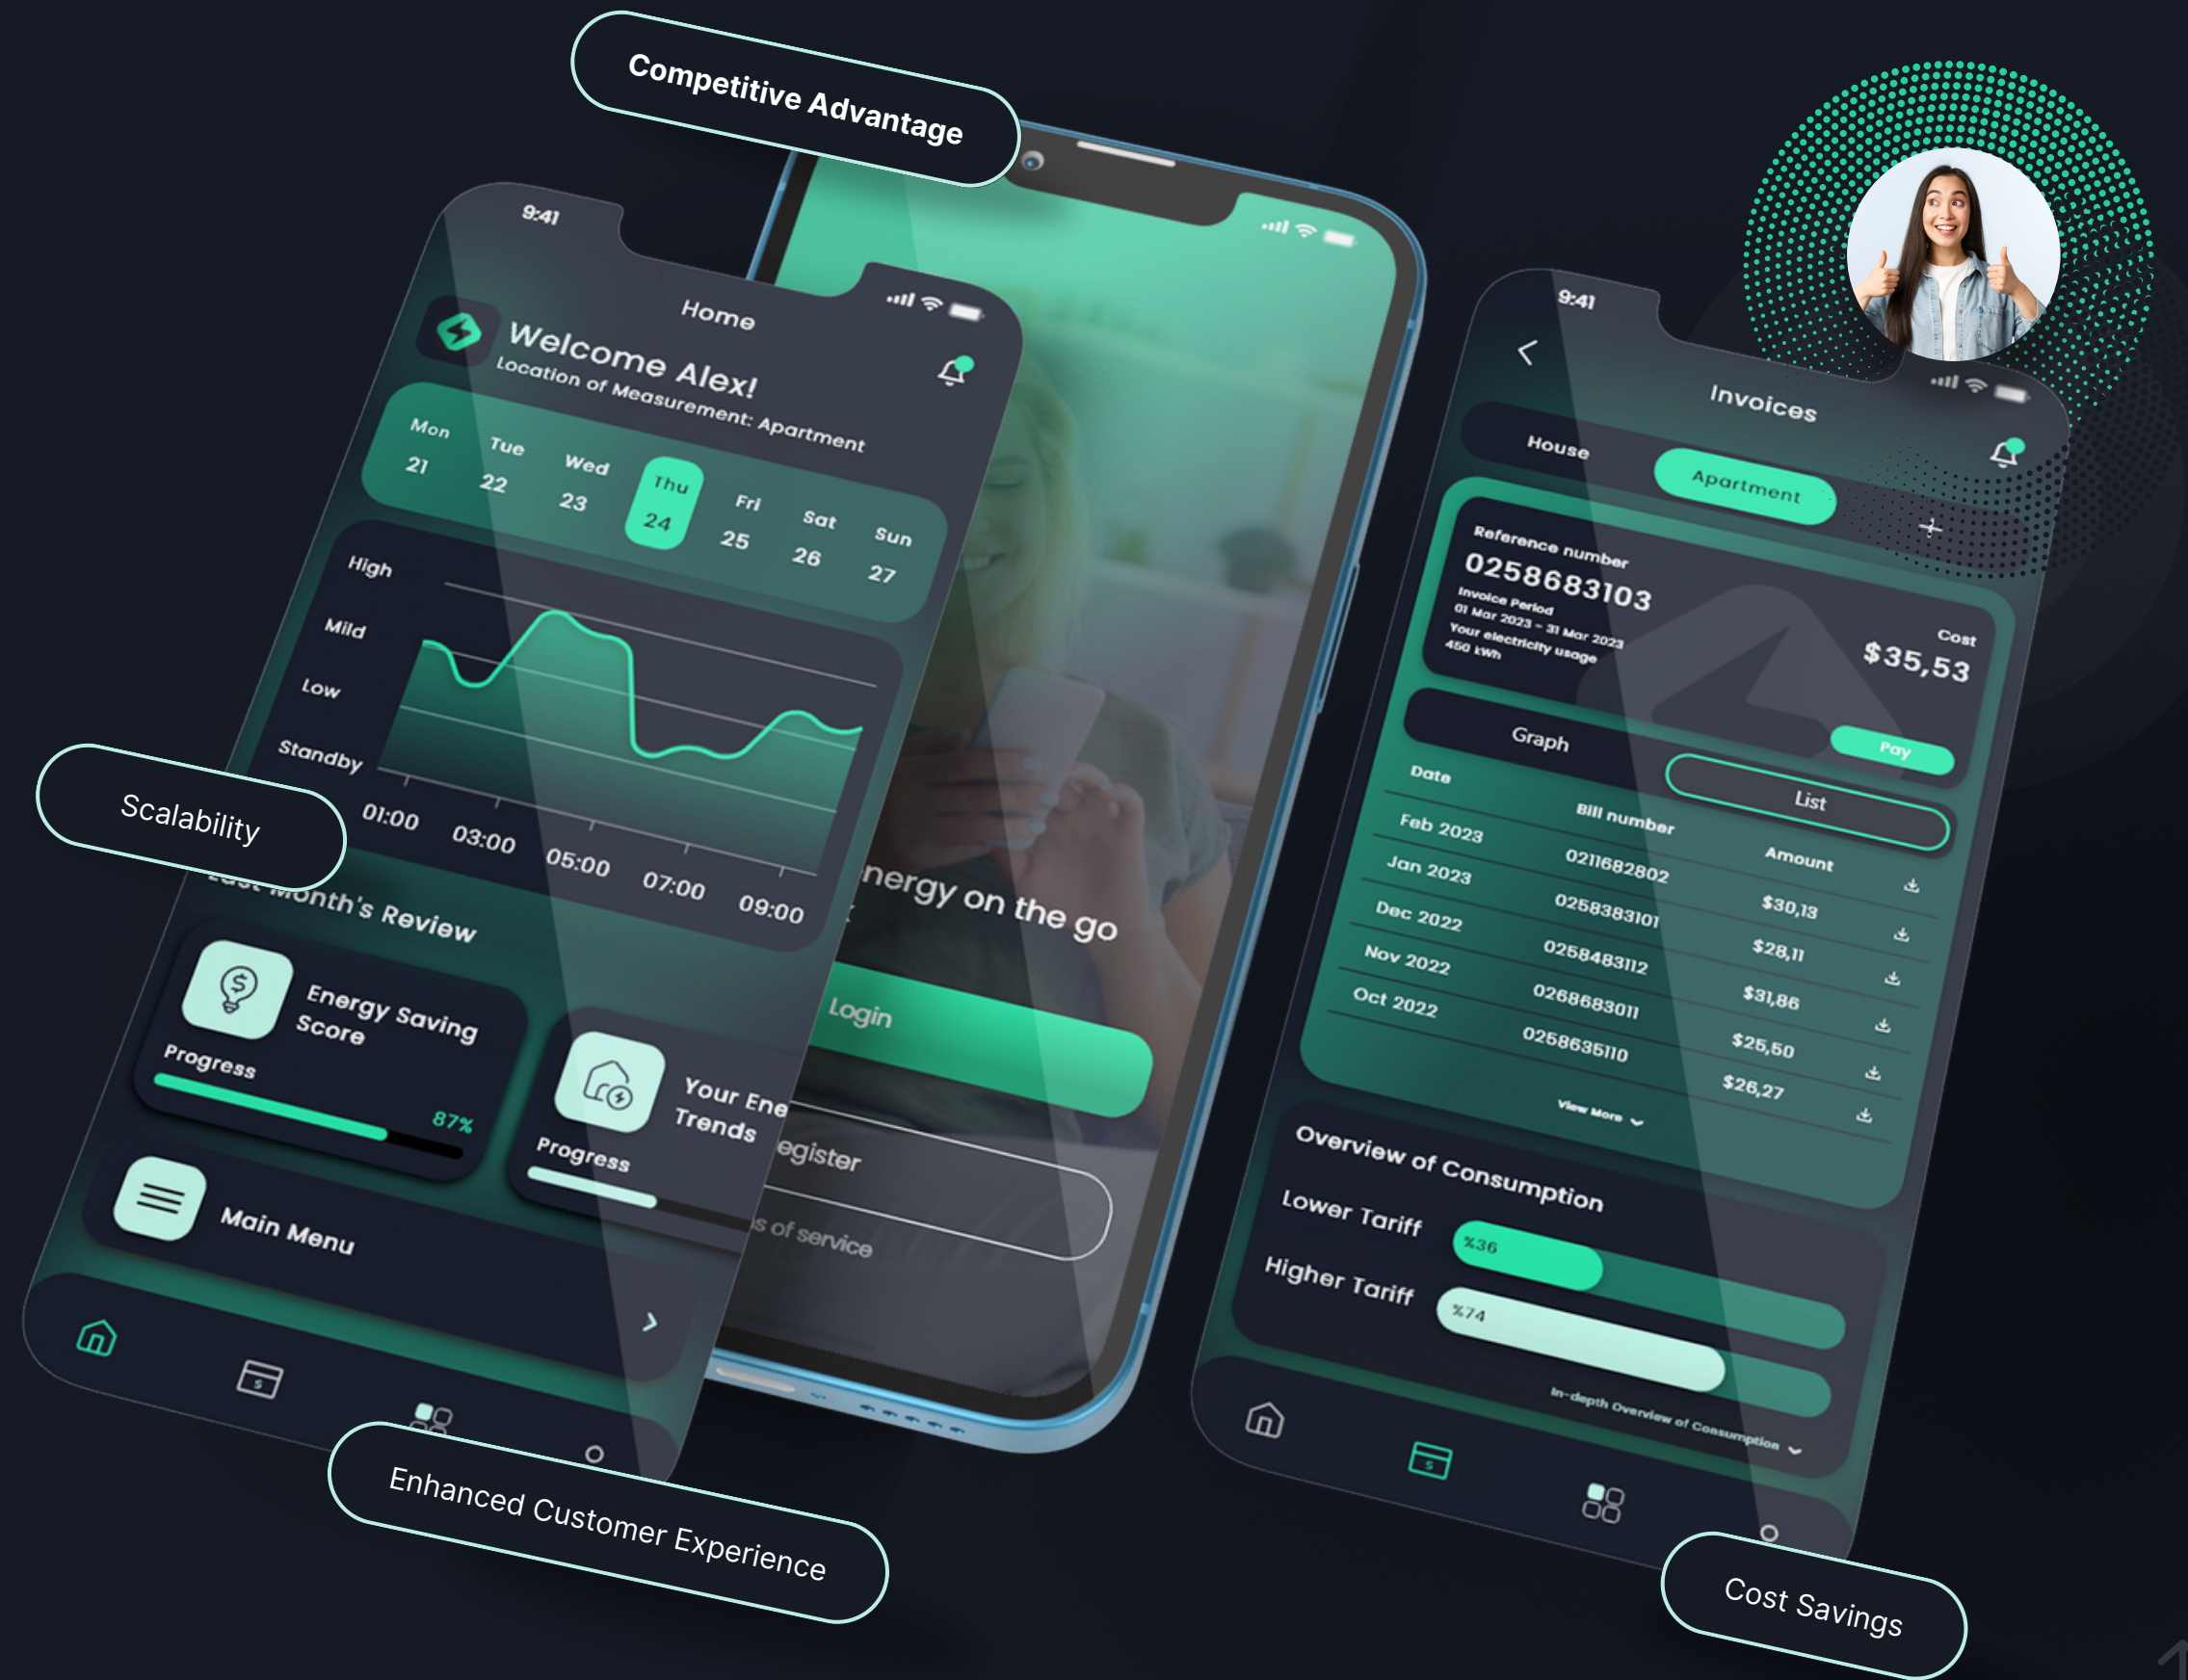 Competitive Advantage
9:41
Home
Welcome Alex!
Location of Measurement: Apartment
Mon Tue Wed Thu Fri Sat Sun
21 22 23 24 25 26 27
High
Mild
Low
Standby
01:00 03:00 05:00 07:00 09:00
Scalability
Month's Review
Energy Saving
Score
Progress
87%
Your Ene
Trends
Progress
Main Menu
Enhanced Customer Experience
nergy on the go
Login
egister
s of service
9:41
Invoices
House
Apartment
Reference number
0258683103
Invoice Period
01 Mar 2023 - 31 Mar 2023
Your electricity usage
450 kWh
Cost
$35,53
Pay
Graph
List
Date Bill number Amount
Feb 2023 0211682802 $30,13
Jan 2023 0258383101 $28,11
Dec 2022 0258483112 $31,86
Nov 2022 0268683011 $25,50
Oct 2022 0258635110 $26,27
View More
Overview of Consumption
Lower Tariff
%36
Higher Tariff
%74
In-depth Overview of Consumption
Cost Savings